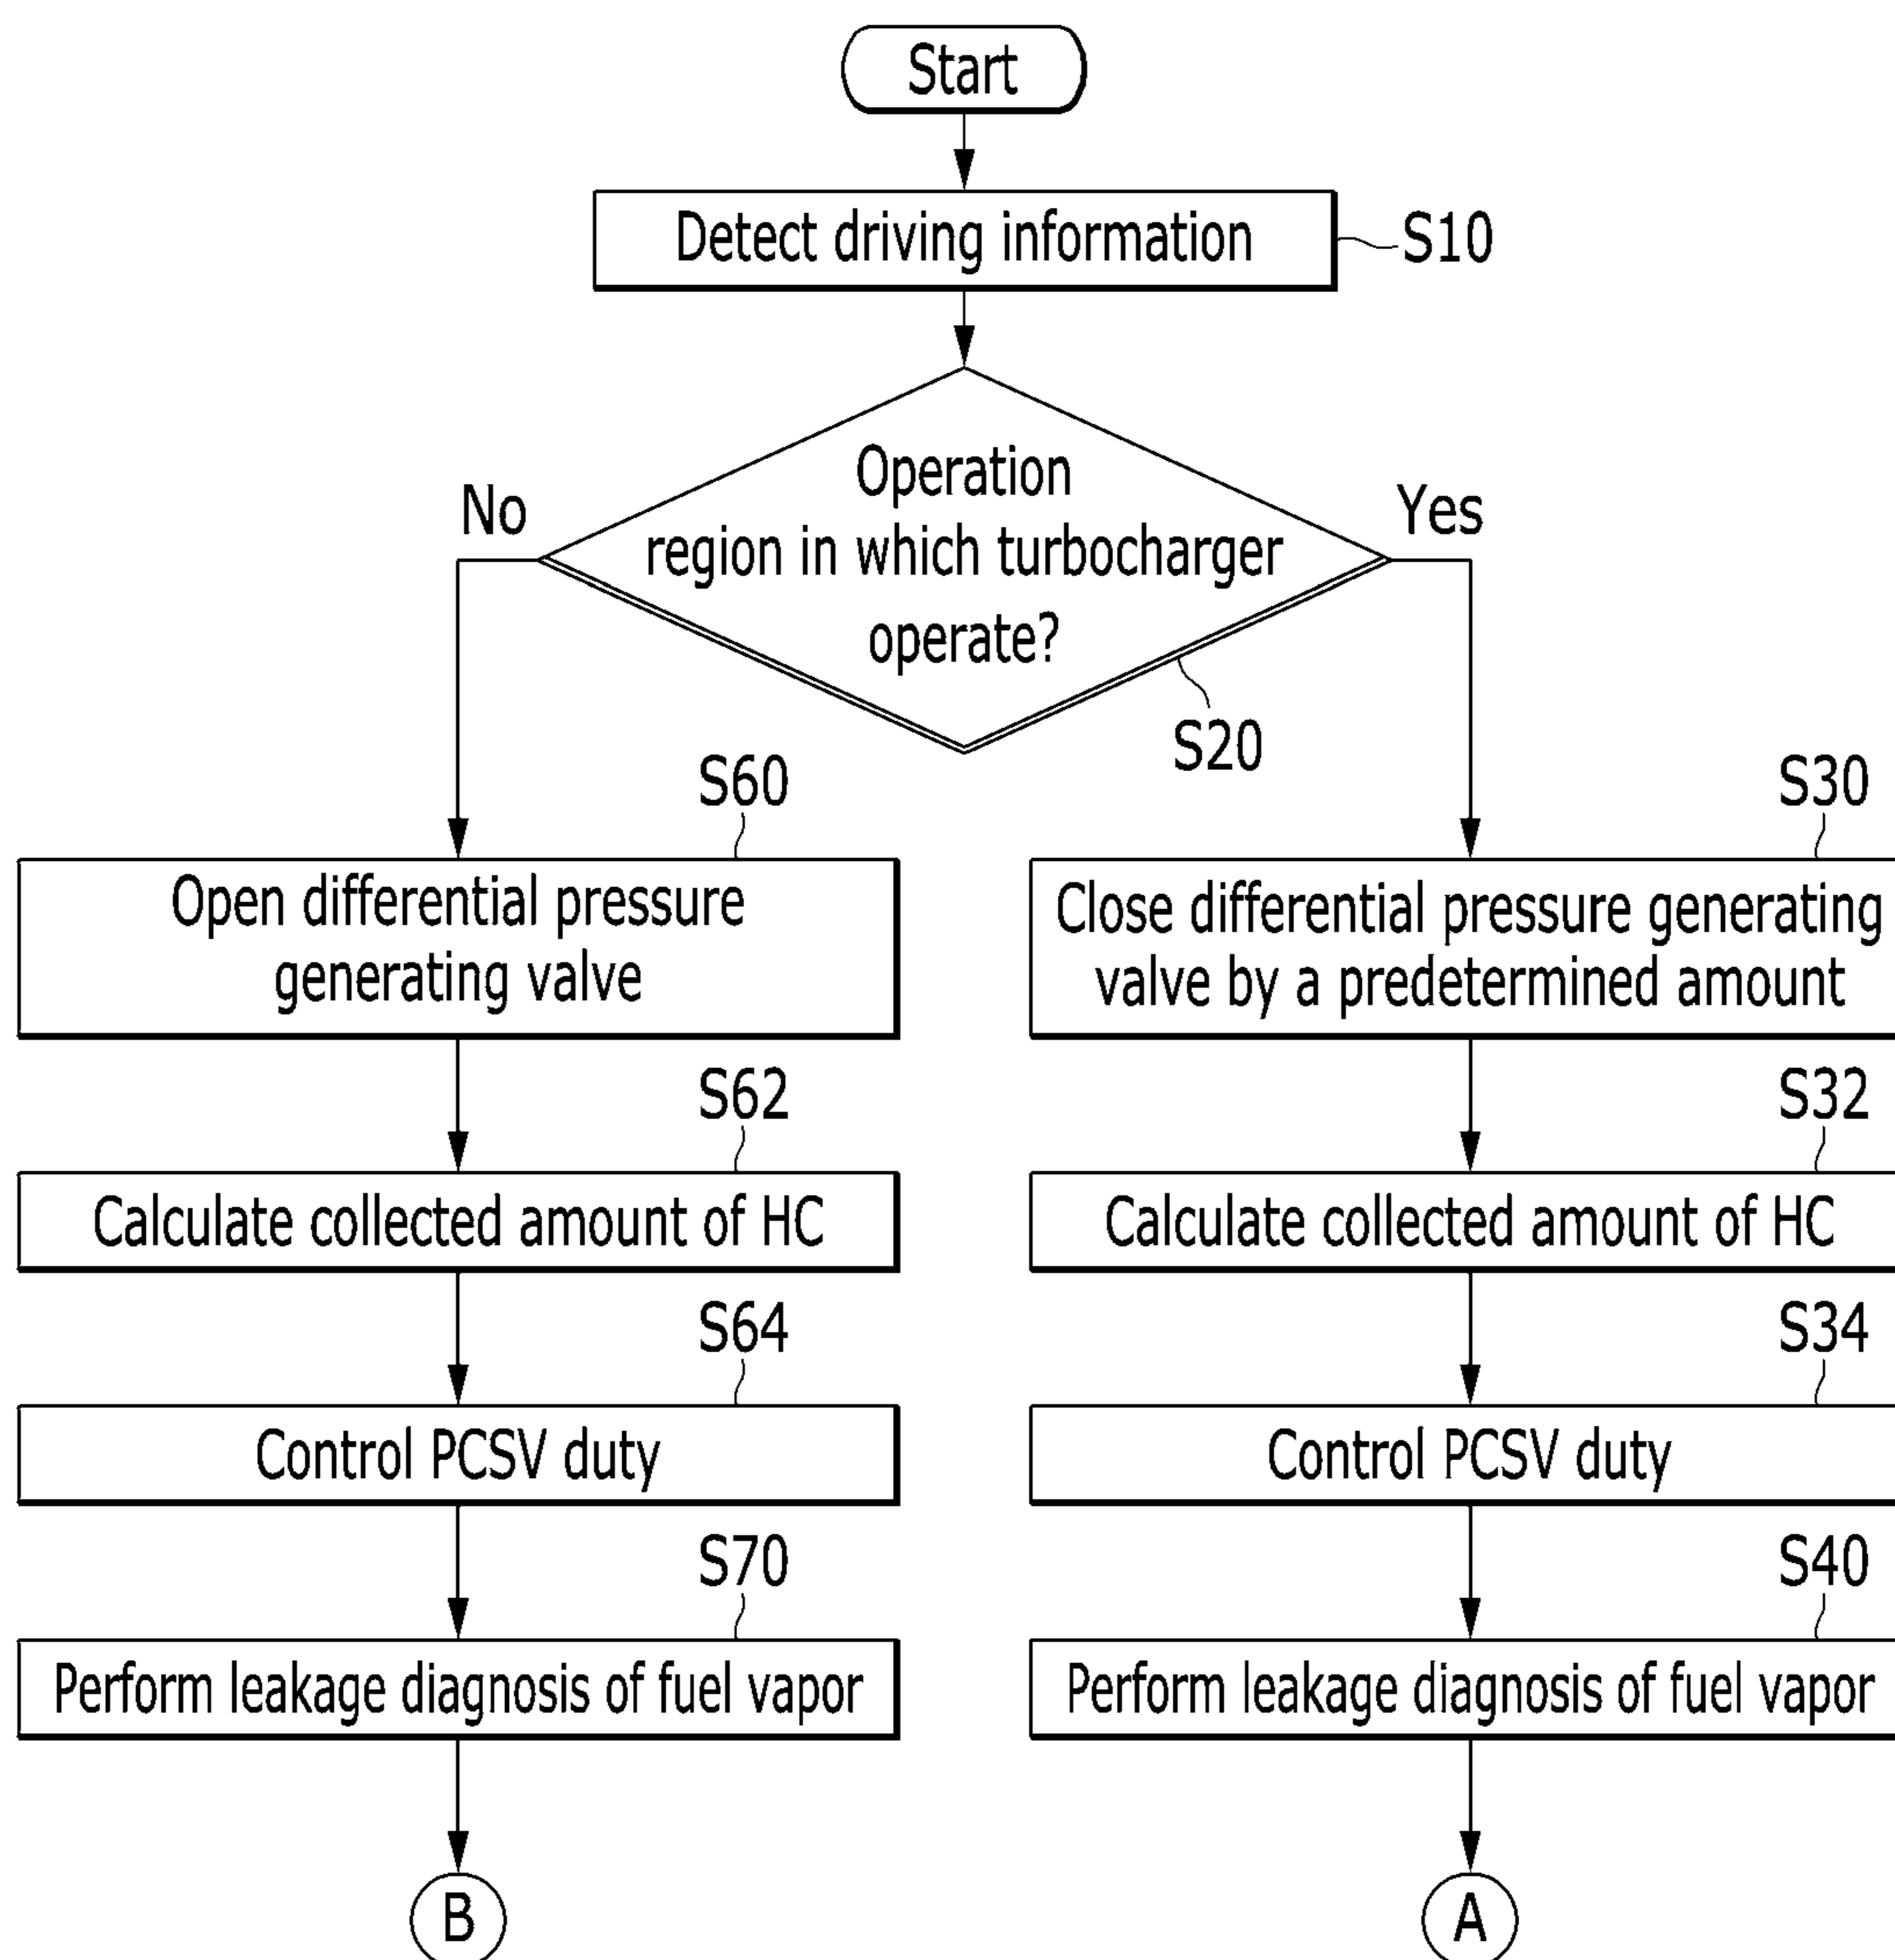 Start
Detect driving information
S10
Operation
region in which turbocharger
operate?
No
Yes
S20
S60
Open differential pressure
generating valve
S62
Calculate collected amount of HC
S64
Control PCSV duty
S70
Perform leakage diagnosis of fuel vapor
B
S30
Close differential pressure generating
valve by a predetermined amount
S32
Calculate collected amount of HC
S34
Control PCSV duty
S40
Perform leakage diagnosis of fuel vapor
A